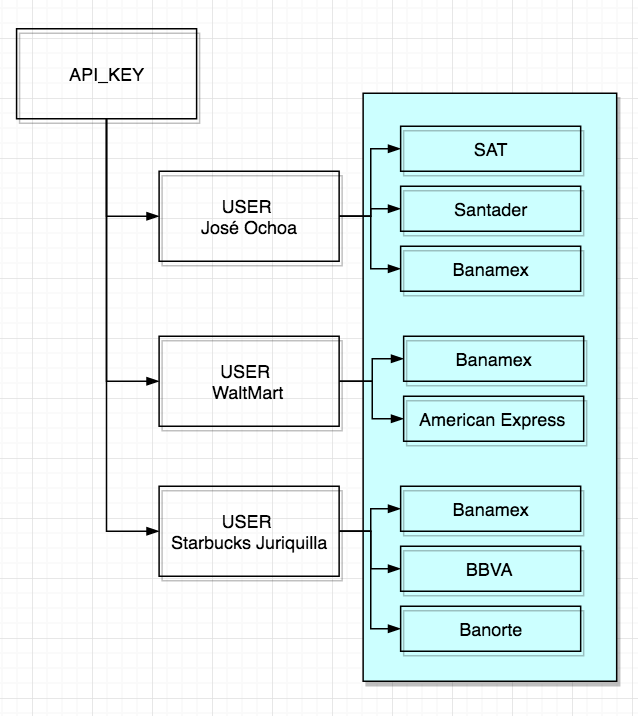 API_KEY
USER
José Ochoa
SAT
Santader
Banamex
USER
WaltMart
Banamex
American Express
USER
Starbucks Juriquilla
Banamex
BBVA
Banorte